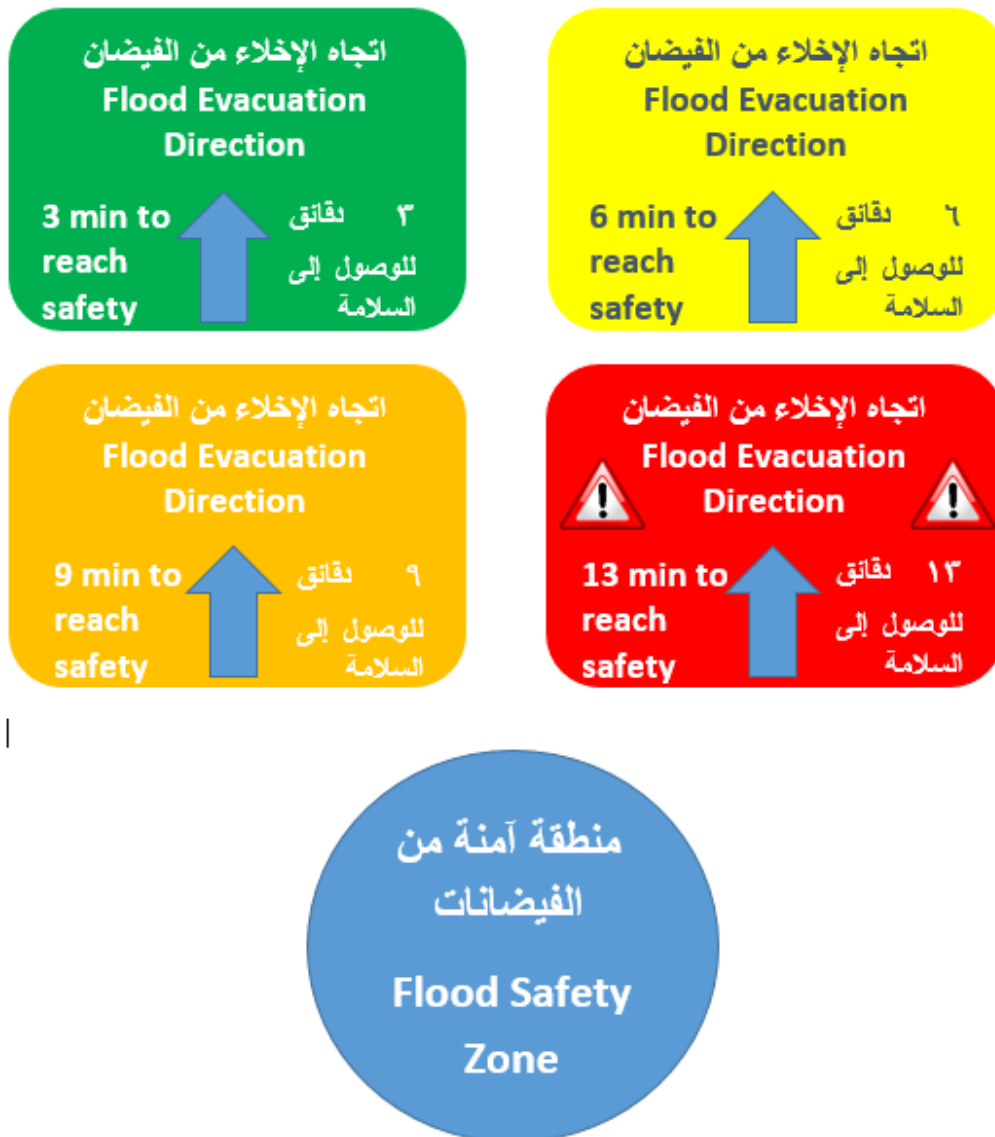 اتجاه الإخلاء من الفيضان
Flood Evacuation
Direction
3 min to
reach
safety
٣ دقائق
للوصول إلى
السلامة
اتجاه الإخلاء من الفيضان
Flood Evacuation
Direction
6 min to
reach
safety
٦ دقائق
للوصول إلى
السلامة
اتجاه الإخلاء من الفيضان
Flood Evacuation
Direction
9 min to
reach
safety
٩ دقائق
للوصول إلى
السلامة
اتجاه الإخلاء من الفيضان
Flood Evacuation
Direction
13 min to
reach
safety
١٣ دقائق
للوصول إلى
السلامة
منطقة آمنة من
الفيضانات
Flood Safety
Zone